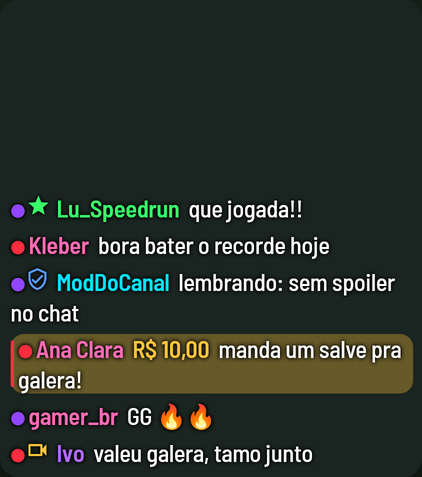 Lu_Speedrun que jogada!!
Kleber bora bater o recorde hoje
ModDoCanal lembrando: sem spoiler
no chat
Ana Clara R$ 10,00 manda um salve pra
galera!
gamer_br GG 🔥🔥
Ivo valeu galera, tamo junto